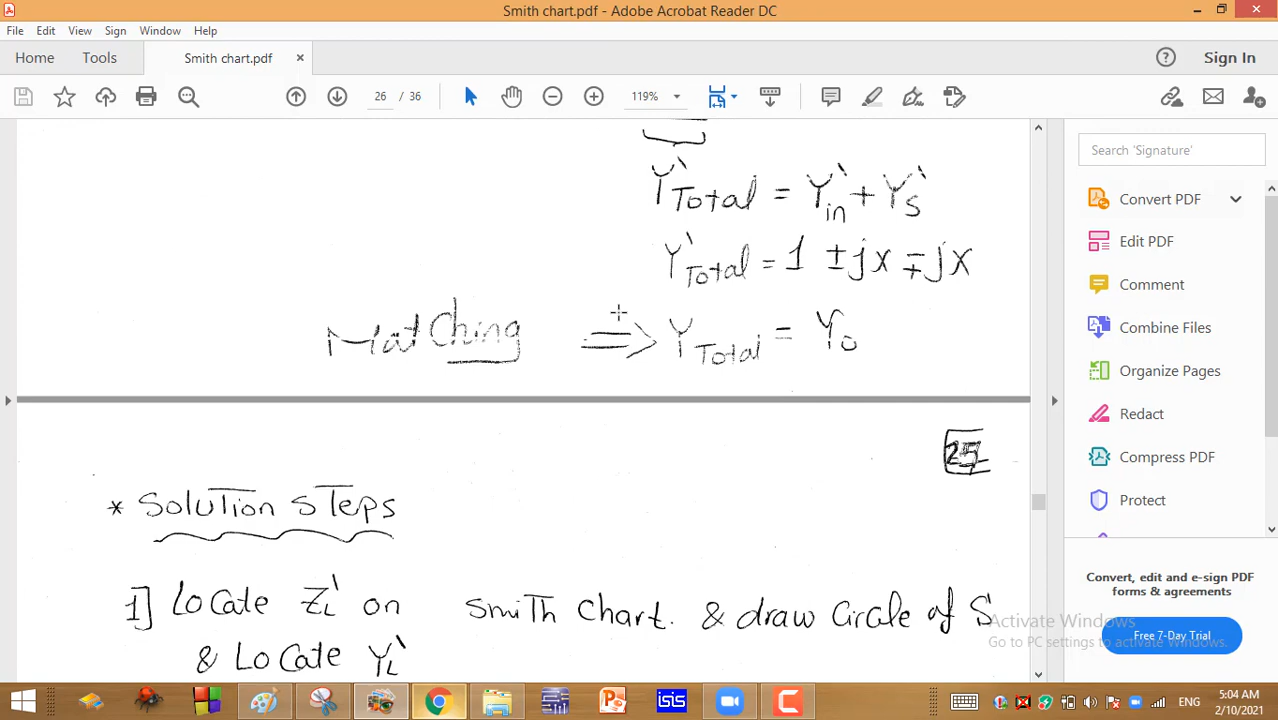 Smith chart.pdf - Adobe Acrobat Reader DC
File Edit View Sign Window Help
Home Tools Smith chart.pdf × Sign In
26 / 36 119%
Y`Total = Y`in + Y`S
Y`Total = 1 ±jx ∓jx
Matching ⇒ YTotal = Yo
25
* Solution steps
1] Locate Z`L on Smith chart. & draw Circle of S
& Locate Y`L
Search 'Signature'
Convert PDF
Edit PDF
Comment
Combine Files
Organize Pages
Redact
Compress PDF
Protect
Convert, edit and e-sign PDF
forms & agreements
Free 7-Day Trial
Activate Windows
Go to PC settings to activate Windows.
isis
ENG
5:04 AM
2/10/2021